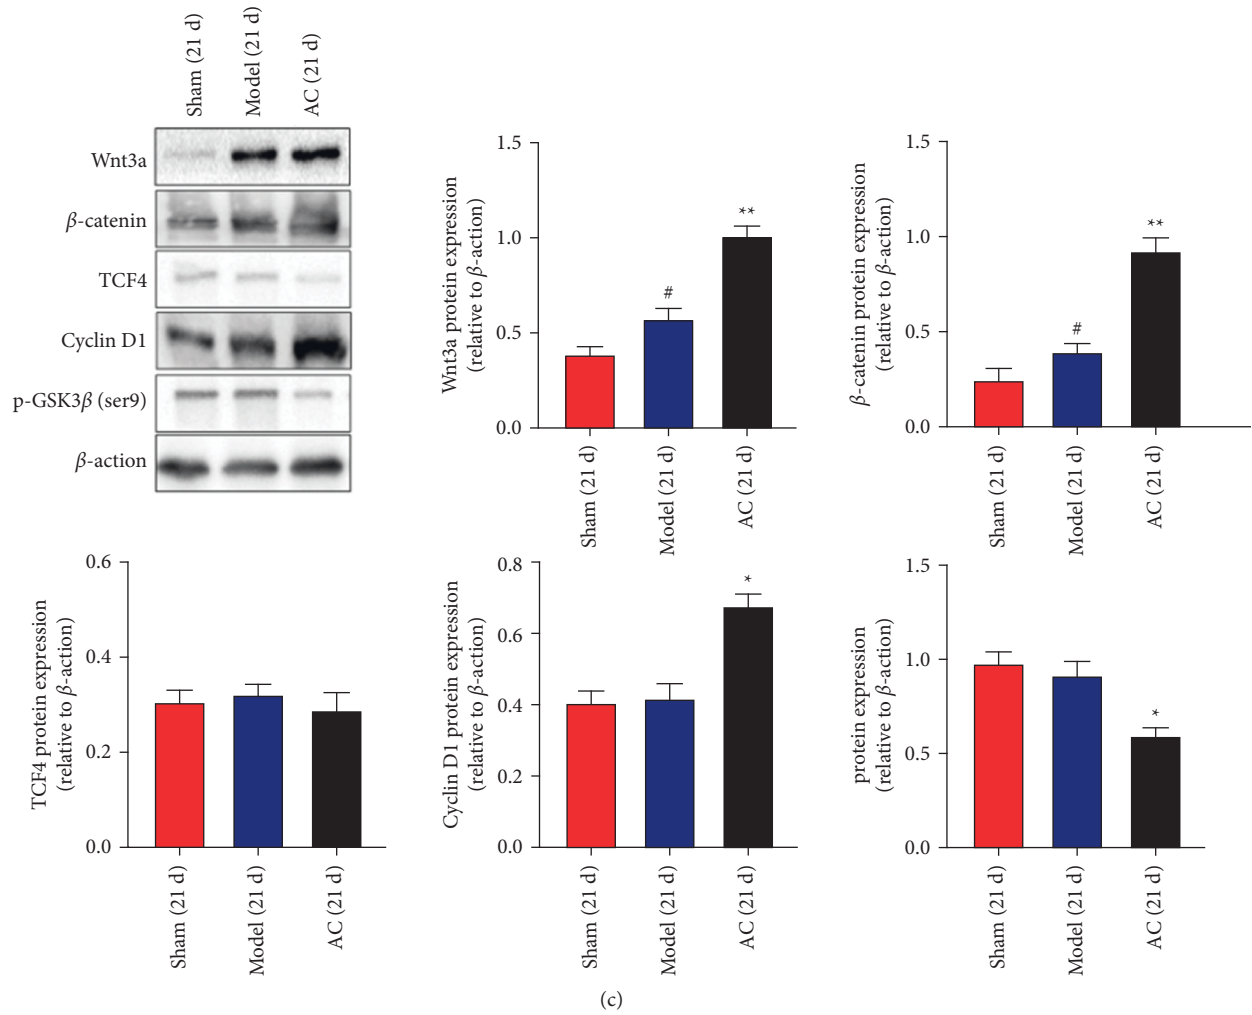 Sham (21 d)
Model (21 d)
AC (21 d)
Wnt3a
β-catenin
TCF4
Cyclin D1
p-GSK3β (ser9)
β-action
Wnt3a protein expression
(relative to β-action)
1.5
1.0
0.5
0.0
#
**
Sham (21 d)
Model (21 d)
AC (21 d)
β-catenin protein expression
(relative to β-action)
1.5
1.0
0.5
0.0
#
**
Sham (21 d)
Model (21 d)
AC (21 d)
TCF4 protein expression
(relative to β-action)
0.6
0.4
0.2
0.0
Sham (21 d)
Model (21 d)
AC (21 d)
Cyclin D1 protein expression
(relative to β-action)
0.8
0.6
0.4
0.2
0.0
*
Sham (21 d)
Model (21 d)
AC (21 d)
protein expression
(relative to β-action)
1.5
1.0
0.5
0.0
*
Sham (21 d)
Model (21 d)
AC (21 d)
(c)